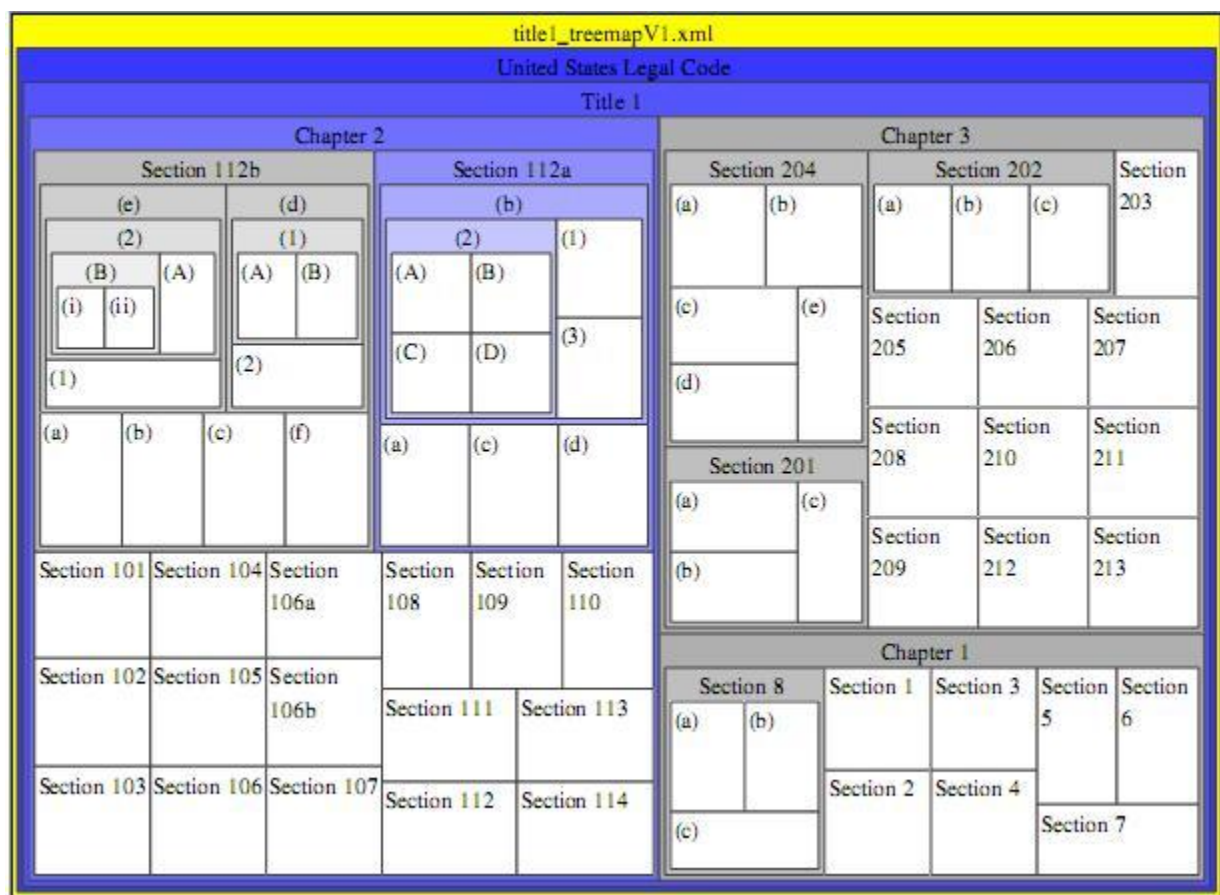 title1_treemapV1.xml
United States Legal Code
Title 1
Chapter 2
Section 112b
(e)
(2)
(B)
(i)
(ii)
(A)
(1)
(d)
(1)
(A)
(B)
(2)
(a)
(b)
(c)
(f)
Section 112a
(b)
(2)
(A)
(B)
(C)
(D)
(1)
(3)
(a)
(c)
(d)
Section 101
Section 104
Section
106a
Section 102
Section 105
Section
106b
Section 103
Section 106
Section 107
Section
108
Section
109
Section
110
Section 111
Section 113
Section 112
Section 114
Chapter 3
Section 204
(a)
(b)
(c)
(d)
(e)
Section 201
(a)
(b)
(c)
Section 202
(a)
(b)
(c)
Section
203
Section
205
Section
206
Section
207
Section
208
Section
210
Section
211
Section
209
Section
212
Section
213
Chapter 1
Section 8
(a)
(b)
(c)
Section 1
Section 3
Section
5
Section
6
Section 2
Section 4
Section 7